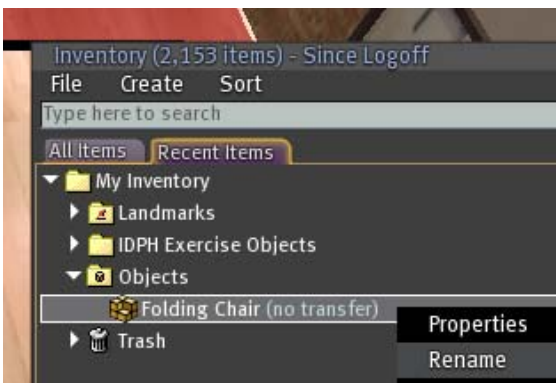 Inventory (2,153 items) - Since Logoff
File Create Sort
Type here to search
All Items Recent Items
My Inventory
Landmarks
IDPH Exercise Objects
Objects
Folding Chair (no transfer)
Trash
Properties
Rename